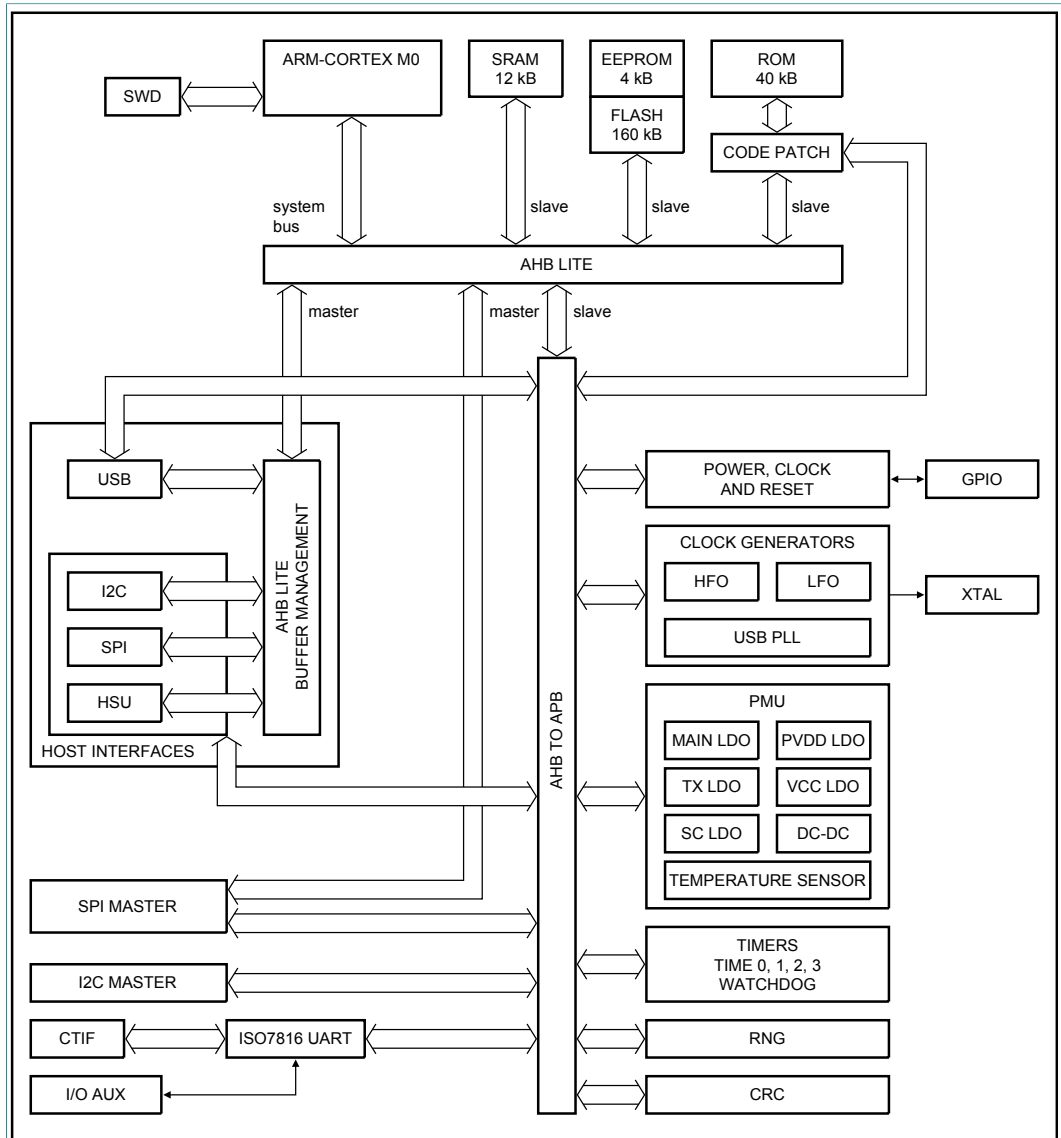 ARM-CORTEX M0
SRAM
12 kB
EEPROM
4 kB
ROM
40 kB
SWD
FLASH
160 kB
CODE PATCH
system
bus
slave
slave
slave
AHB LITE
master
master
slave
USB
POWER, CLOCK
AND RESET
GPIO
AHB LITE
BUFFER MANAGEMENT
CLOCK GENERATORS
I2C
HFO
LFO
XTAL
SPI
USB PLL
HSU
HOST INTERFACES
AHB TO APB
PMU
MAIN LDO
PVDD LDO
TX LDO
VCC LDO
SC LDO
DC-DC
TEMPERATURE SENSOR
SPI MASTER
TIMERS
TIME 0, 1, 2, 3
WATCHDOG
I2C MASTER
CTIF
ISO7816 UART
RNG
I/O AUX
CRC